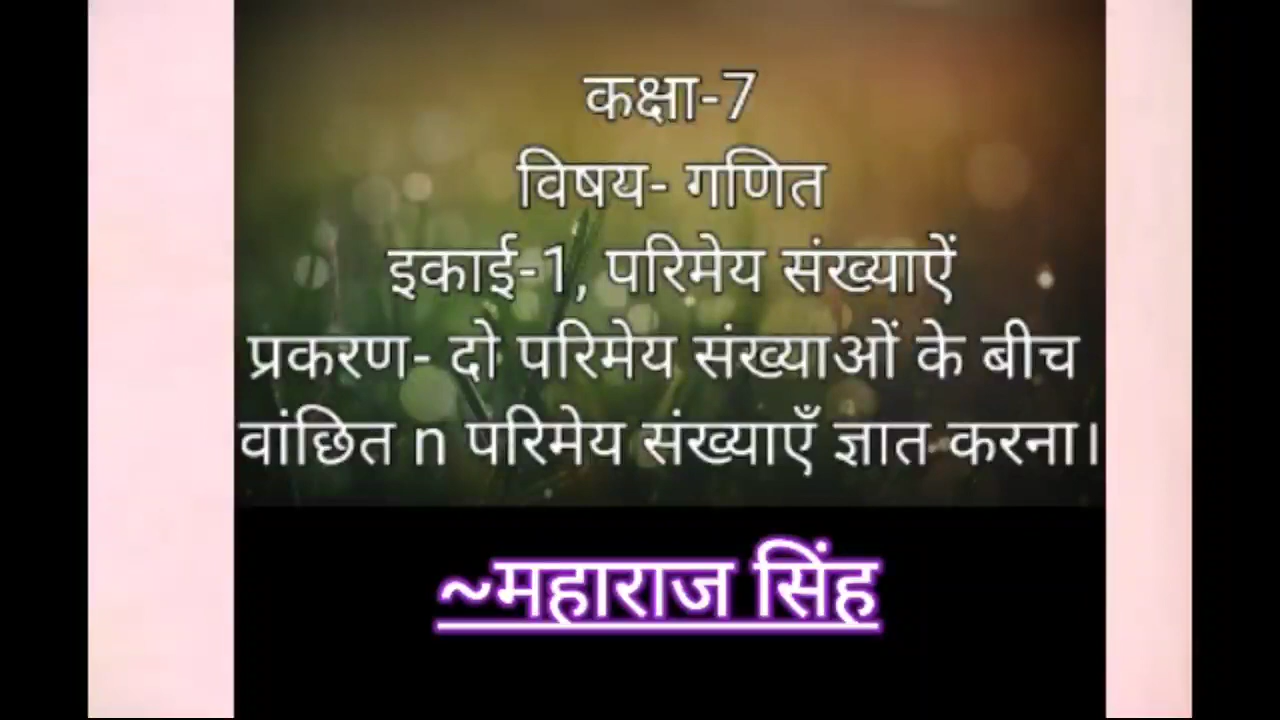 कक्षा-7
विषय- गणित
इकाई-1, परिमेय संख्याऐं
प्रकरण- दो परिमेय संख्याओं के बीच
वांछित n परिमेय संख्याएँ ज्ञात करना।
~महाराज सिंह